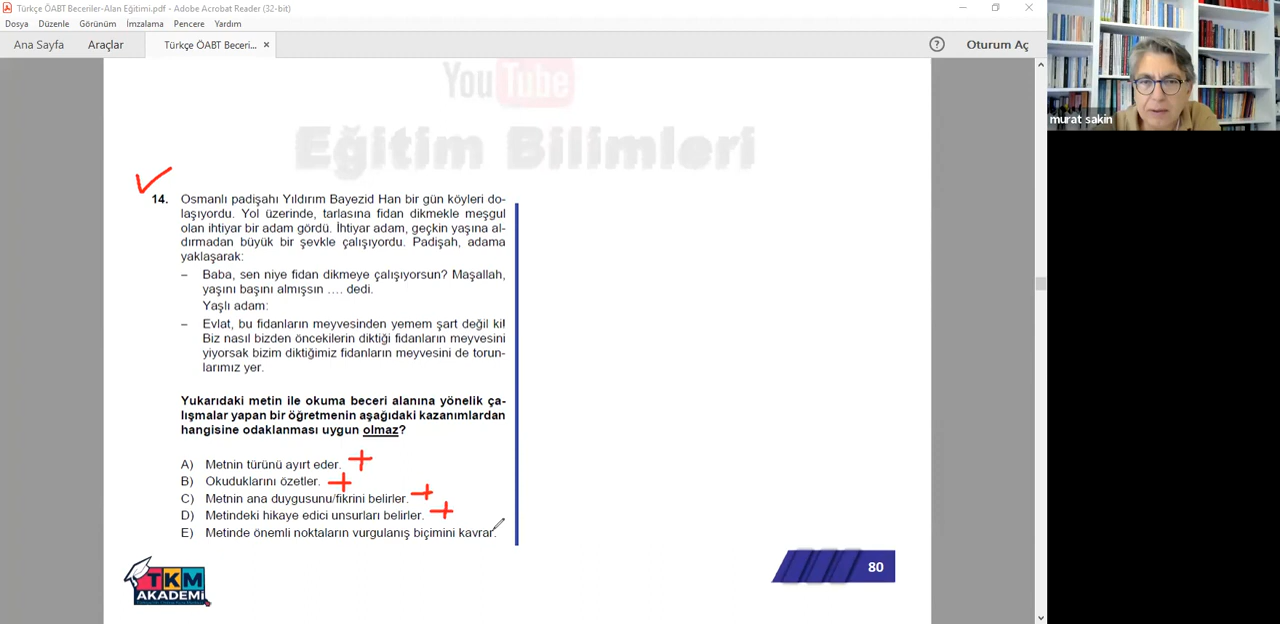 Türkçe ÖABT Beceriler-Alan Eğitimi.pdf - Adobe Acrobat Reader (32-bit)
Dosya Düzenle Görünüm İmzalama Pencere Yardım
Ana Sayfa Araçlar Türkçe ÖABT Beceri... × Oturum Aç
murat sakin
YouTube
Eğitim Bilimleri
14. Osmanlı padişahı Yıldırım Bayezid Han bir gün köyleri do-
laşıyordu. Yol üzerinde, tarlasına fidan dikmekle meşgul
olan ihtiyar bir adam gördü. İhtiyar adam, geçkin yaşına al-
dırmadan büyük bir şevkle çalışıyordu. Padişah, adama
yaklaşarak:
– Baba, sen niye fidan dikmeye çalışıyorsun? Maşallah,
yaşını başını almışsın .... dedi.
Yaşlı adam:
– Evlat, bu fidanların meyvesinden yemem şart değil ki!
Biz nasıl bizden öncekilerin diktiği fidanların meyvesini
yiyorsak bizim diktiğimiz fidanların meyvesini de torun-
larımız yer.
Yukarıdaki metin ile okuma beceri alanına yönelik ça-
lışmalar yapan bir öğretmenin aşağıdaki kazanımlardan
hangisine odaklanması uygun olmaz?
A) Metnin türünü ayırt eder.
B) Okuduklarını özetler.
C) Metnin ana duygusunu/fikrini belirler.
D) Metindeki hikaye edici unsurları belirler.
E) Metinde önemli noktaların vurgulanış biçimini kavrar.
TKM
AKADEMİ
80